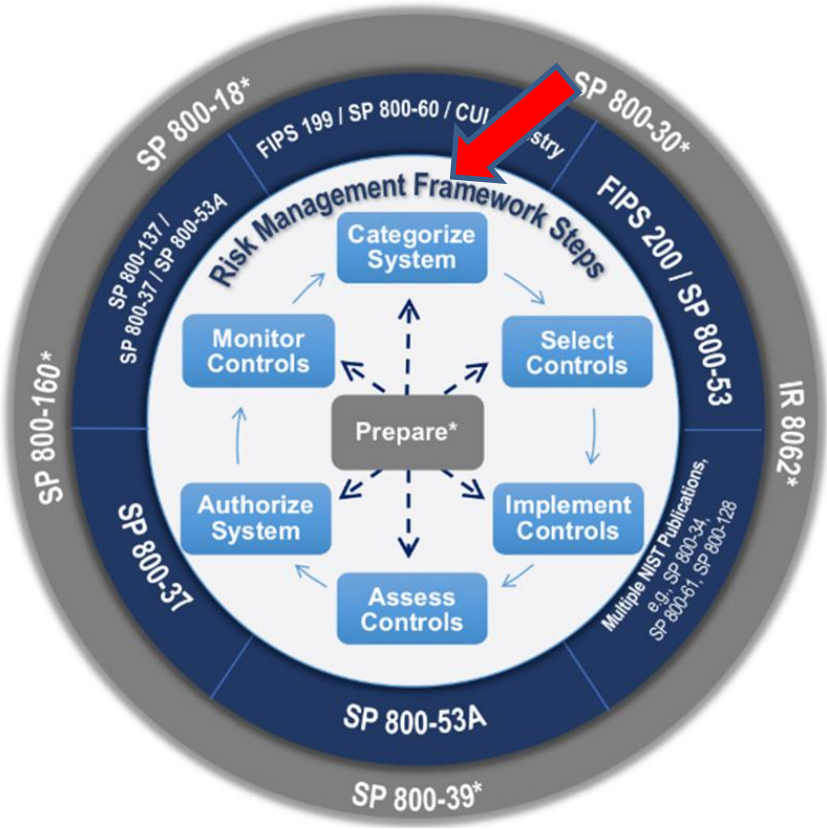 SP 800-18*
SP 800-30*
IR 8062*
SP 800-39*
SP 800-160*
FIPS 199 / SP 800-60 / CUI
FIPS 200 / SP 800-53
Multiple NIST Publications,
e.g., SP 800-34,
SP 800-61, SP 800-128
SP 800-53A
SP 800-37
SP 800-137 /
SP 800-37 / SP 800-53A
Risk Management Framework Steps
Categorize
System
Select
Controls
Implement
Controls
Assess
Controls
Authorize
System
Monitor
Controls
Prepare*